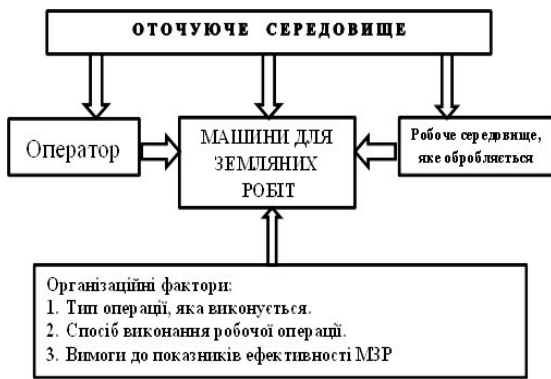 ОТОЧУЮЧЕ СЕРЕДОВИЩЕ
Оператор
МАШИНИ ДЛЯ
ЗЕМЛЯНИХ
РОБІТ
Робоче середовище,
яке обробляється
Організаційні фактори:
1. Тип операції, яка виконується.
2. Спосіб виконання робочої операції.
3. Вимоги до показників ефективності МЗР